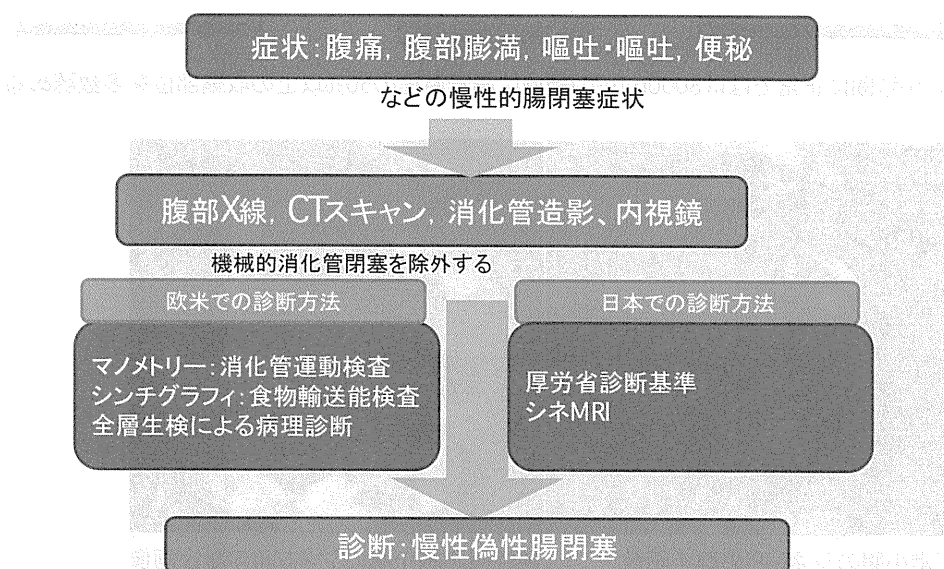 症状:腹痛,腹部膨満,嘔吐・嘔吐,便秘
などの慢性的腸閉塞症状
腹部X線,CTスキャン,消化管造影、内視鏡
機械的消化管閉塞を除外する
欧米での診断方法
マノメトリー:消化管運動検査
シンチグラフィ:食物輸送能検査
全層生検による病理診断
日本での診断方法
厚労省診断基準
シネMRI
診断:慢性偽性腸閉塞